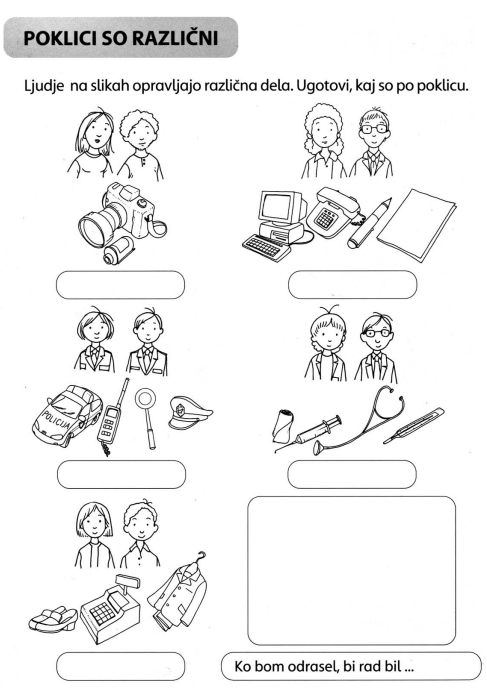 POKLICI SO RAZLIČNI
Ljudje na slikah opravljajo različna dela. Ugotovi, kaj so po poklicu.
POLICIJA
Ko bom odrasel, bi rad bil ...